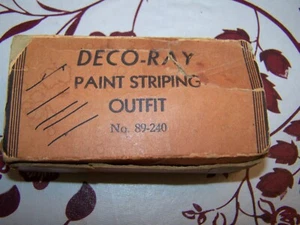 DECO-RAY
PAINT STRIPING
OUTFIT
No. 89-240